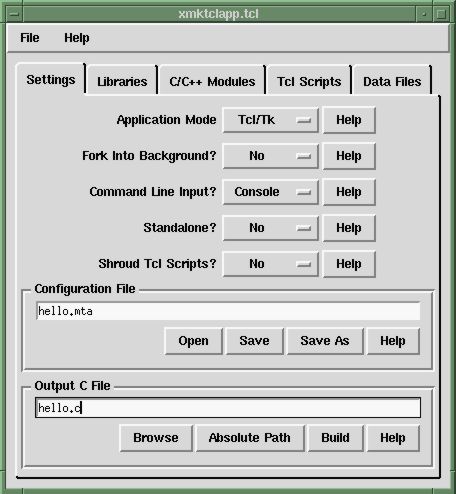 xmktclapp.tcl
File Help
Settings Libraries C/C++ Modules Tcl Scripts Data Files
Application Mode Tcl/Tk Help
Fork Into Background? No Help
Command Line Input? Console Help
Standalone? No Help
Shroud Tcl Scripts? No Help
Configuration File
hello.mta
Open Save Save As Help
Output C File
hello.c
Browse Absolute Path Build Help